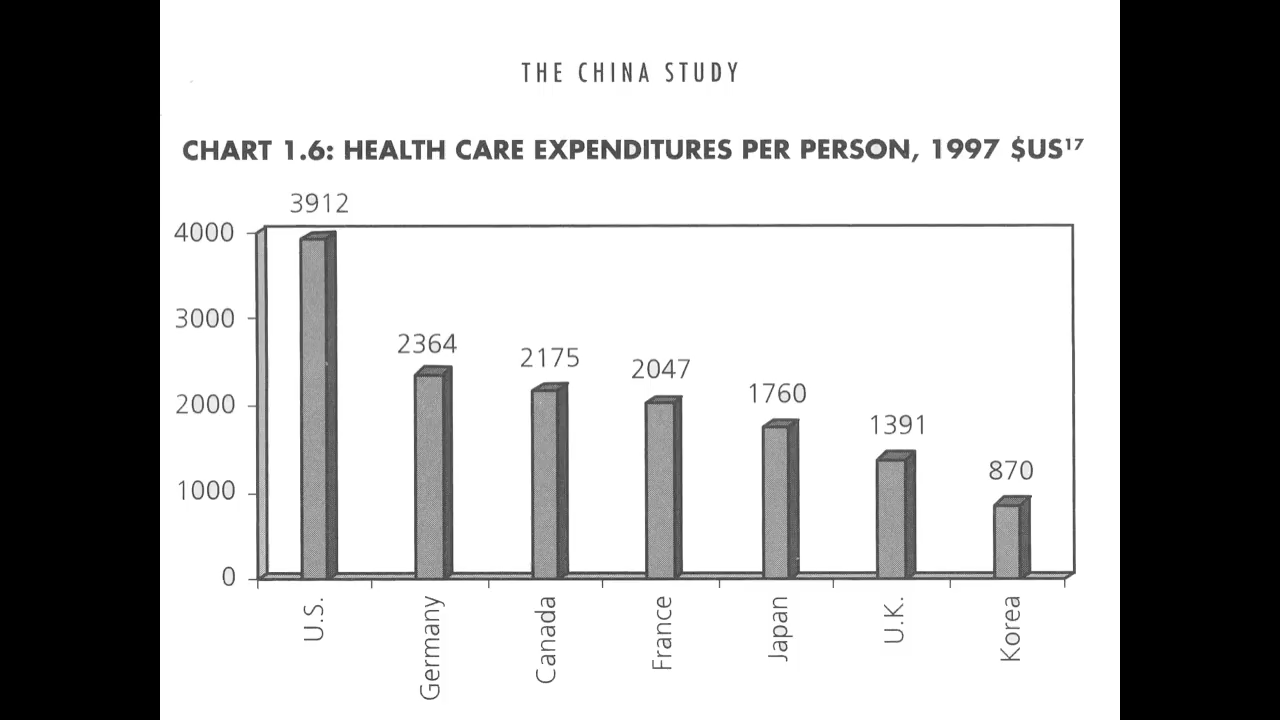 THE CHINA STUDY
CHART 1.6: HEALTH CARE EXPENDITURES PER PERSON, 1997 $US17
3912
4000
2364
3000
2175
2047
1760
2000
1391
870
1000
0
U.S.
Germany
Canada
France
Japan
U.K.
Korea